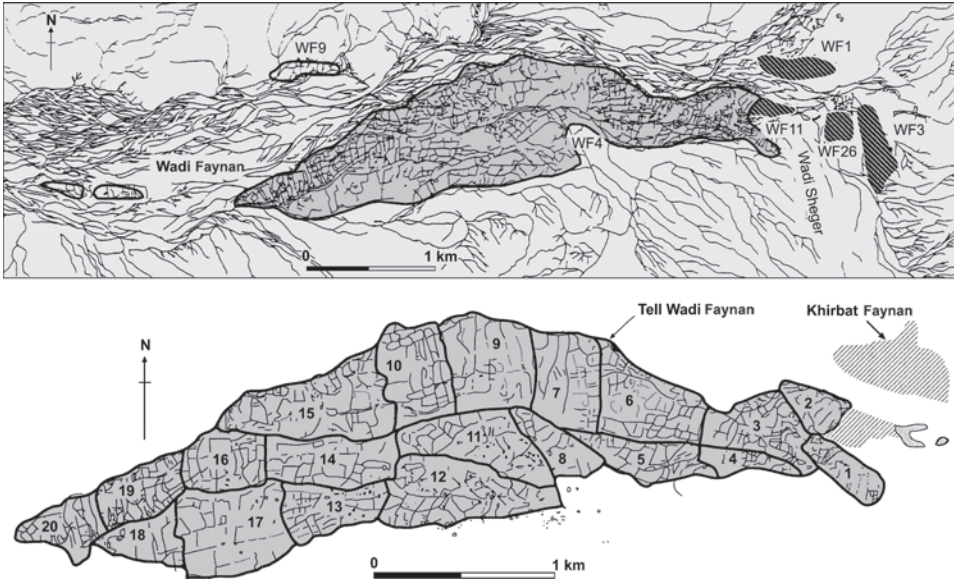 N
WF9
WF1
WF11
WF3
WF4
WF26
Wadi Faynan
Wadi Sheger
0 1 km
Tell Wadi Faynan
Khirbat Faynan
N
9
10
7
6
2
15
3
11
16
14
8
5
4
12
1
19
13
20
18
17
0 1 km